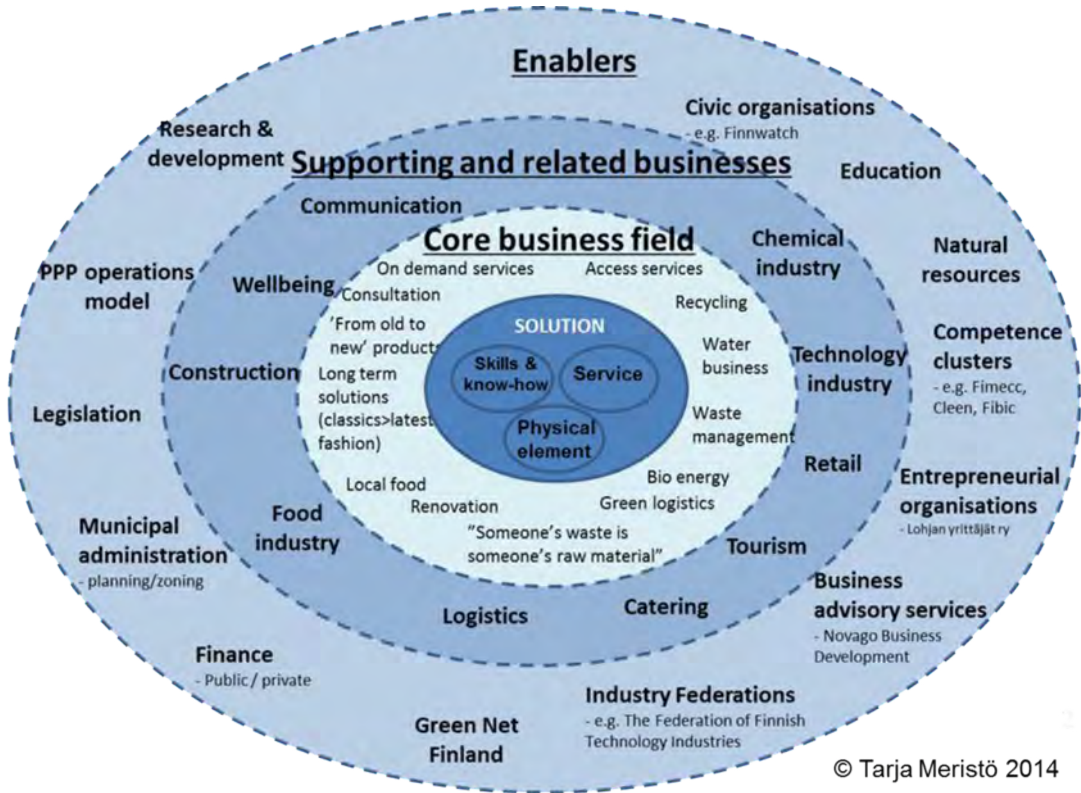 Enablers
Civic organisations
- e.g. Finnwatch
Research &
development
Education
Natural
resources
PPP operations
model
Competence
clusters
- e.g. Fimecc,
Cleen, Fibic
Legislation
Entrepreneurial
organisations
- Lohjan yrittäjät ry
Municipal
administration
- planning/zoning
Business
advisory services
- Novago Business
Development
Finance
- Public / private
Industry Federations
- e.g. The Federation of Finnish
Technology Industries
Green Net
Finland
Supporting and related businesses
Communication
Chemical
industry
Wellbeing
Construction
Technology
industry
Retail
Food
industry
Tourism
Catering
Logistics
Core business field
On demand services
Access services
Consultation
Recycling
'From old to
new' products
Water
business
Long term
solutions
(classics>latest
fashion)
Waste
management
Local food
Bio energy
Renovation
Green logistics
"Someone's waste is
someone's raw material"
SOLUTION
Skills &
know-how
Service
Physical
element
© Tarja Meristö 2014